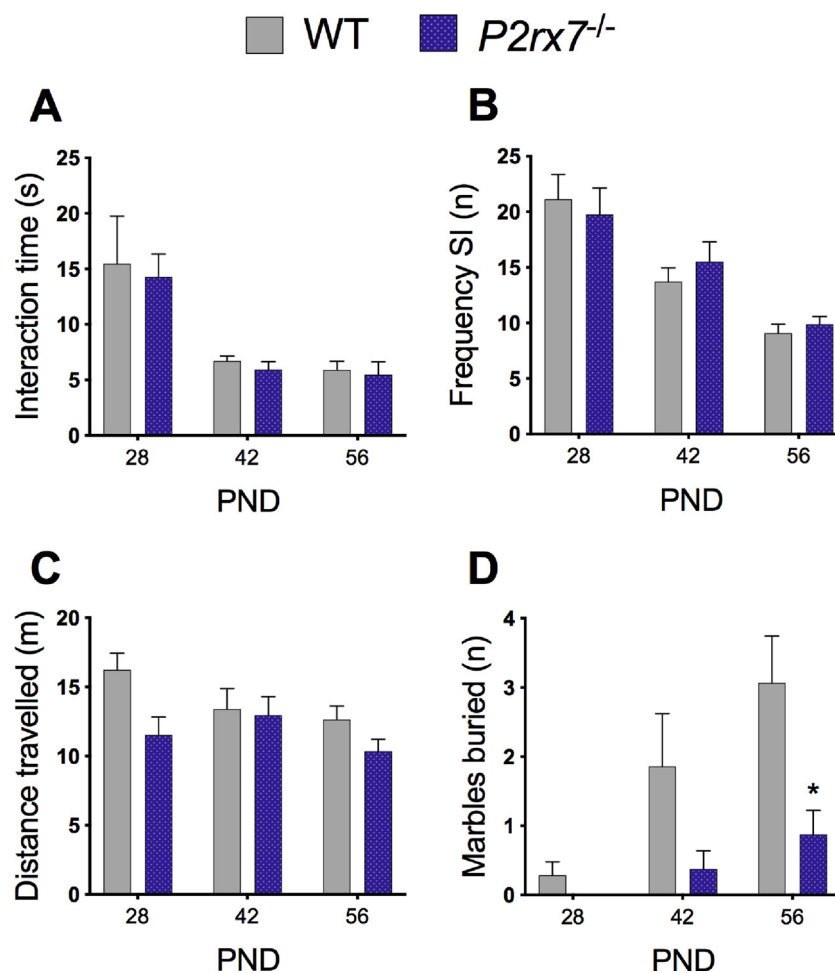 WT P2rx7-/-
A
Interaction time (s)
25
20
15
10
5
0
28 42 56
PND
B
Frequency SI (n)
25
20
15
10
5
0
28 42 56
PND
C
Distance travelled (m)
20
15
10
5
0
28 42 56
PND
D
Marbles buried (n)
4
3
2
1
0
*
28 42 56
PND